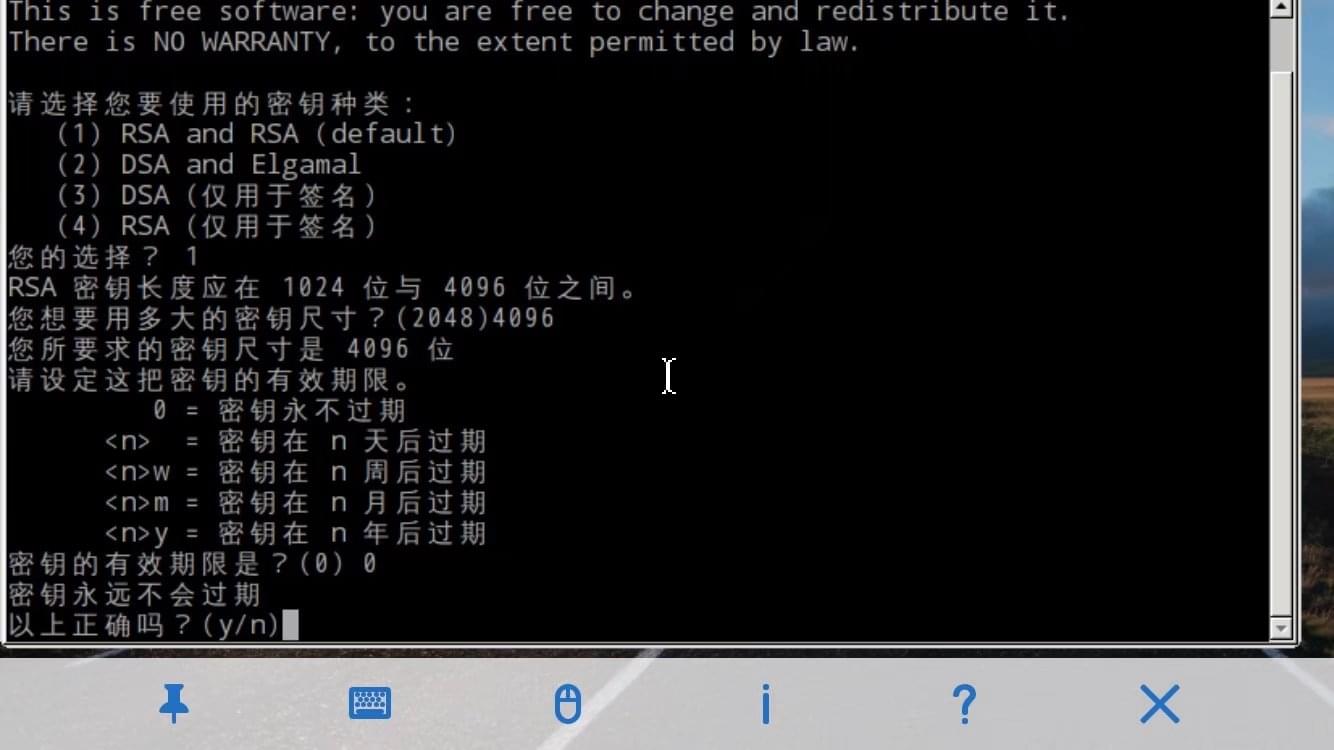 This is free software: you are free to change and redistribute it.
There is NO WARRANTY, to the extent permitted by law.
请选择您要使用的密钥种类：
(1) RSA and RSA (default)
(2) DSA and Elgamal
(3) DSA (仅用于签名)
(4) RSA (仅用于签名)
您的选择？ 1
RSA 密钥长度应在 1024 位与 4096 位之间。
您想要用多大的密钥尺寸？(2048)4096
您所要求的密钥尺寸是 4096 位
请设定这把密钥的有效期限。
0 = 密钥永不过期
<n> = 密钥在 n 天后过期
<n>w = 密钥在 n 周后过期
<n>m = 密钥在 n 月后过期
<n>y = 密钥在 n 年后过期
密钥的有效期限是？(0) 0
密钥永远不会过期
以上正确吗？(y/n)